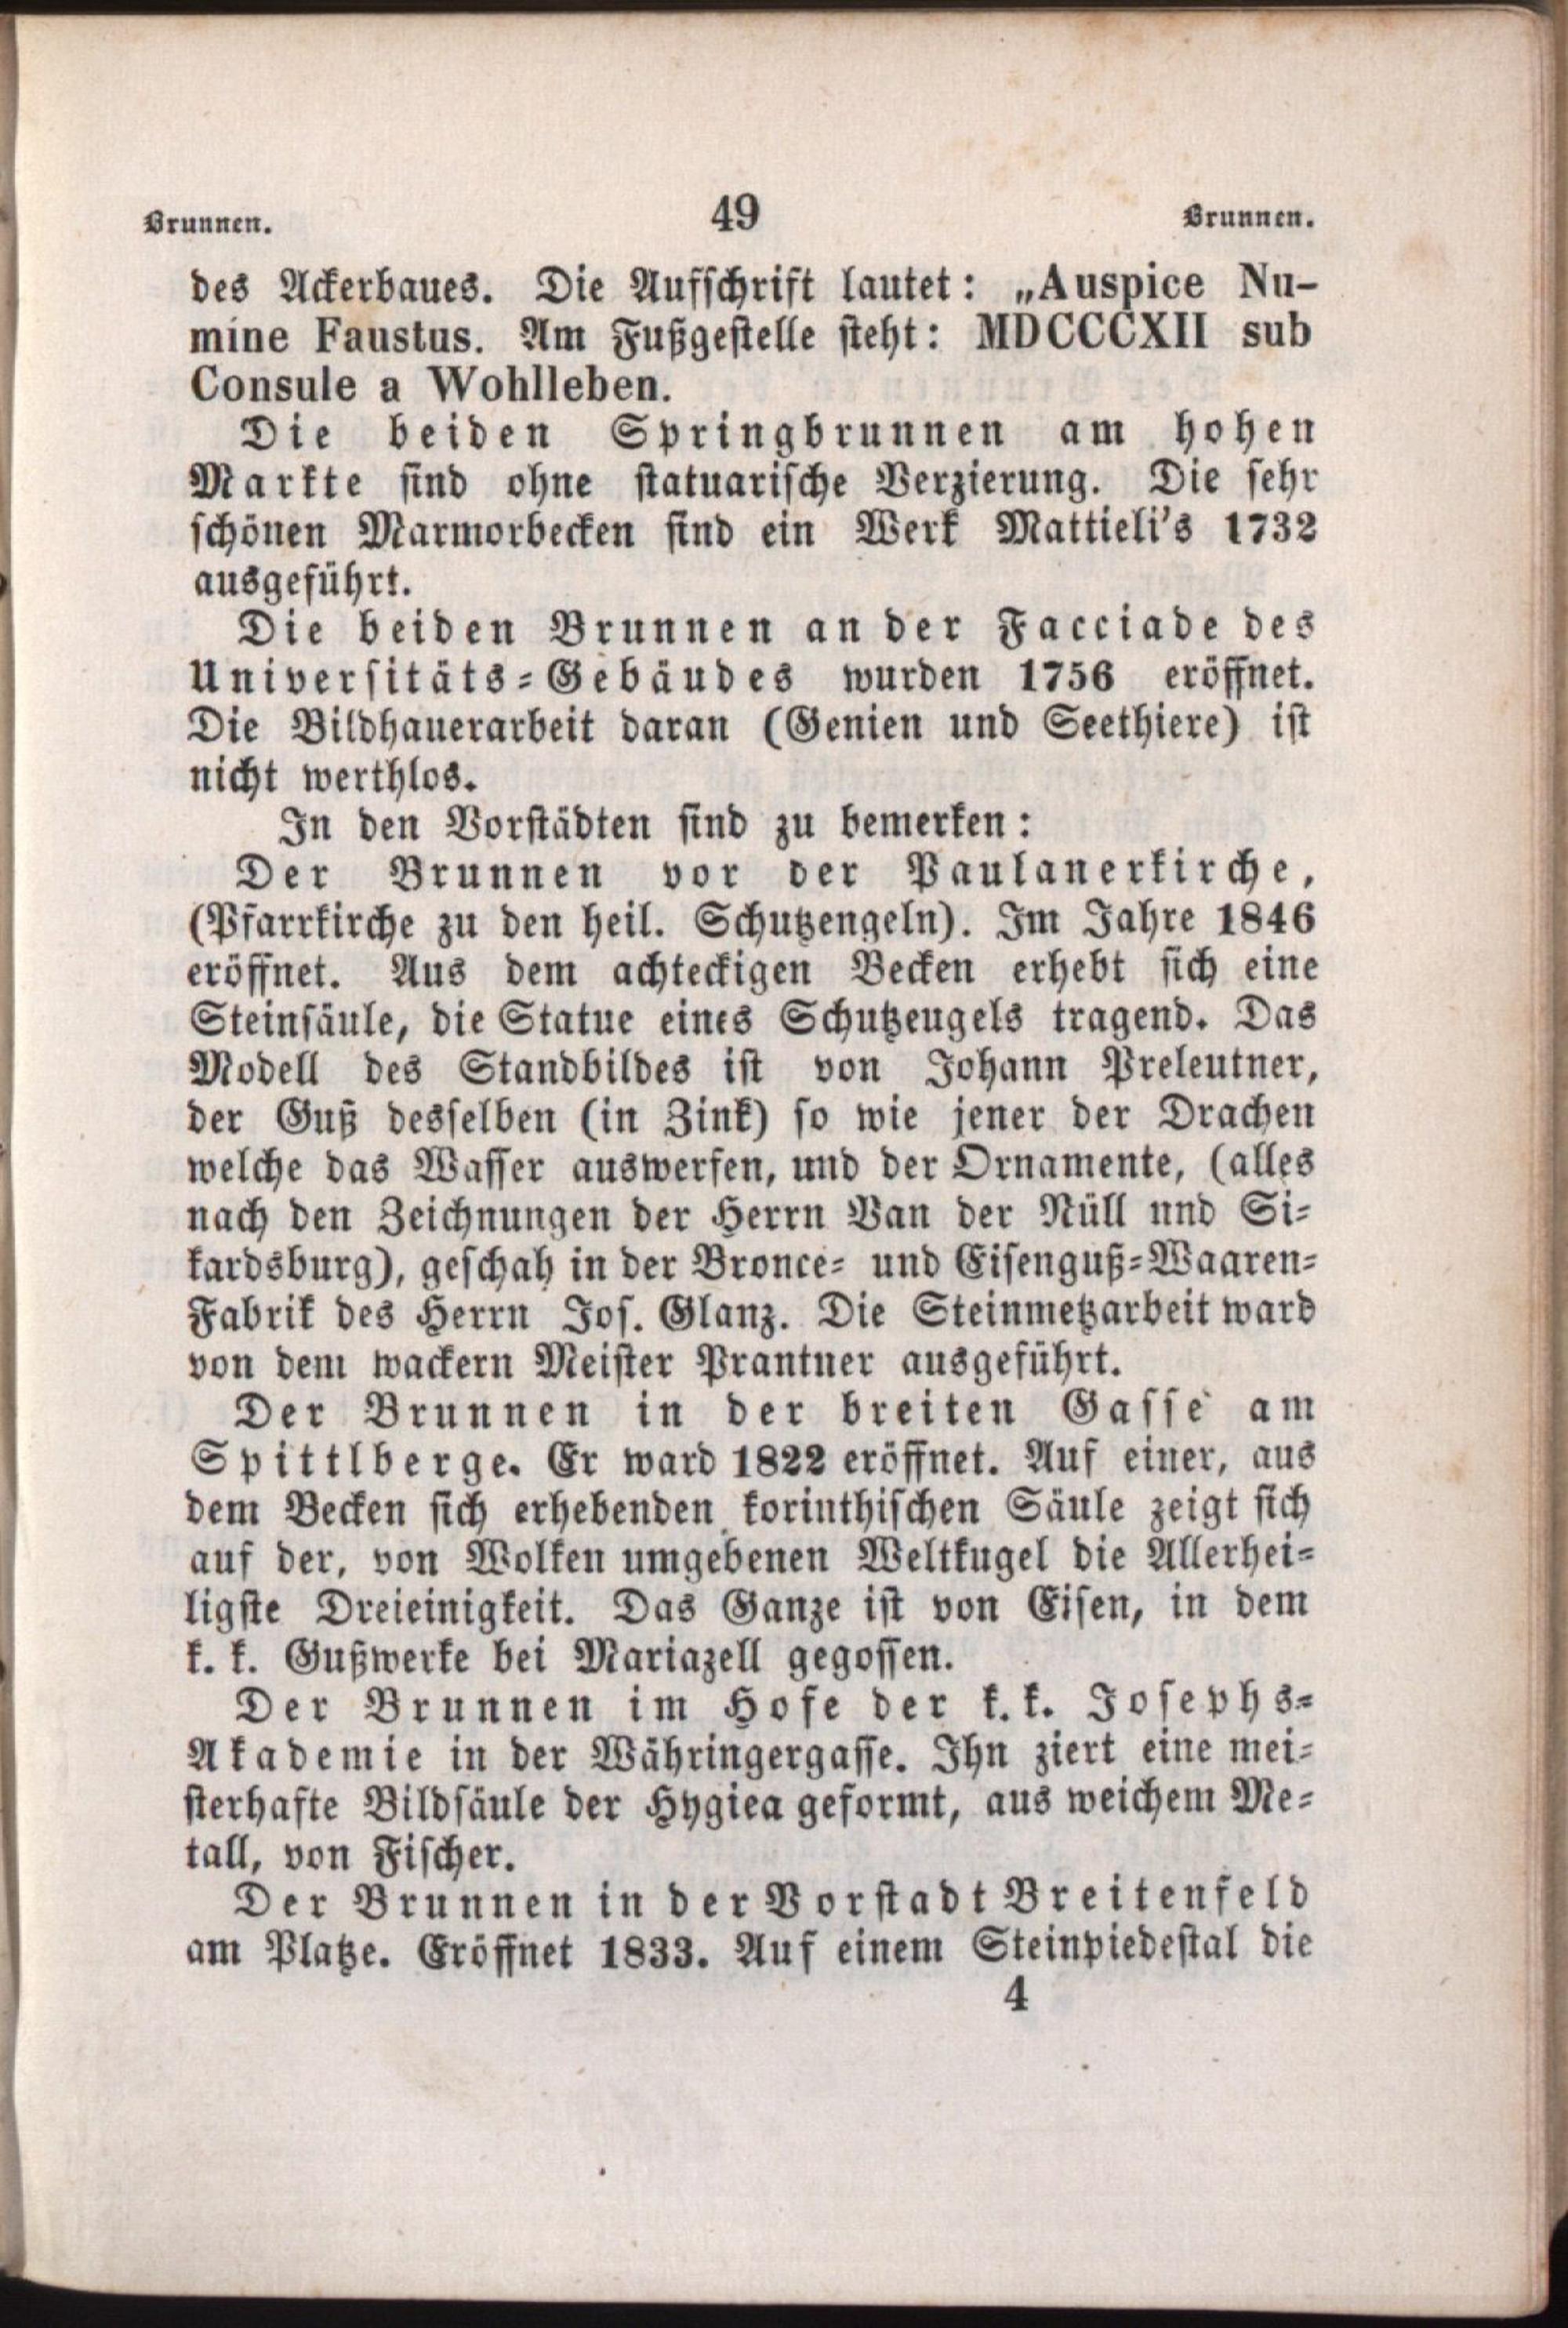 Brunnen. 49 Brunnen.
des Ackerbaues. Die Aufschrift lautet: „Auspice Nu-
mine Faustus. Am Fußgestelle steht: MDCCCXII sub
Consule a Wohlleben.
Die beiden Springbrunnen am hohen
Markte sind ohne statuarische Verzierung. Die sehr
schönen Marmorbecken sind ein Werk Mattieli's 1732
ausgeführt.
Die beiden Brunnen an der Facciade des
Universitäts-Gebäudes wurden 1756 eröffnet.
Die Bildhauerarbeit daran (Genien und Seethiere) ist
nicht werthlos.
In den Vorstädten sind zu bemerken:
Der Brunnen vor der Paulanerkirche,
(Pfarrkirche zu den heil. Schutzengeln). Im Jahre 1846
eröffnet. Aus dem achteckigen Becken erhebt sich eine
Steinsäule, die Statue eines Schutzeugels tragend. Das
Modell des Standbildes ist von Johann Preleutner,
der Guß desselben (in Zink) so wie jener der Drachen
welche das Wasser auswerfen, und der Ornamente, (alles
nach den Zeichnungen der Herrn Van der Nüll nnd Si-
kardsburg), geschah in der Bronce- und Eisenguß-Waaren-
Fabrik des Herrn Jos. Glanz. Die Steinmetzarbeit ward
von dem wackern Meister Prantner ausgeführt.
Der Brunnen in der breiten Gasse am
Spittlberge. Er ward 1822 eröffnet. Auf einer, aus
dem Becken sich erhebenden korinthischen Säule zeigt sich
auf der, von Wolken umgebenen Weltkugel die Allerhei-
ligste Dreieinigkeit. Das Ganze ist von Eisen, in dem
k. k. Gußwerke bei Mariazell gegossen.
Der Brunnen im Hofe der k. k. Josephs-
Akademie in der Währingergasse. Ihn ziert eine mei-
sterhafte Bildsäule der Hygiea geformt, aus weichem Me-
tall, von Fischer.
Der Brunnen in der Vorstadt Breitenfeld
am Platze. Eröffnet 1833. Auf einem Steinpiedestal die
4